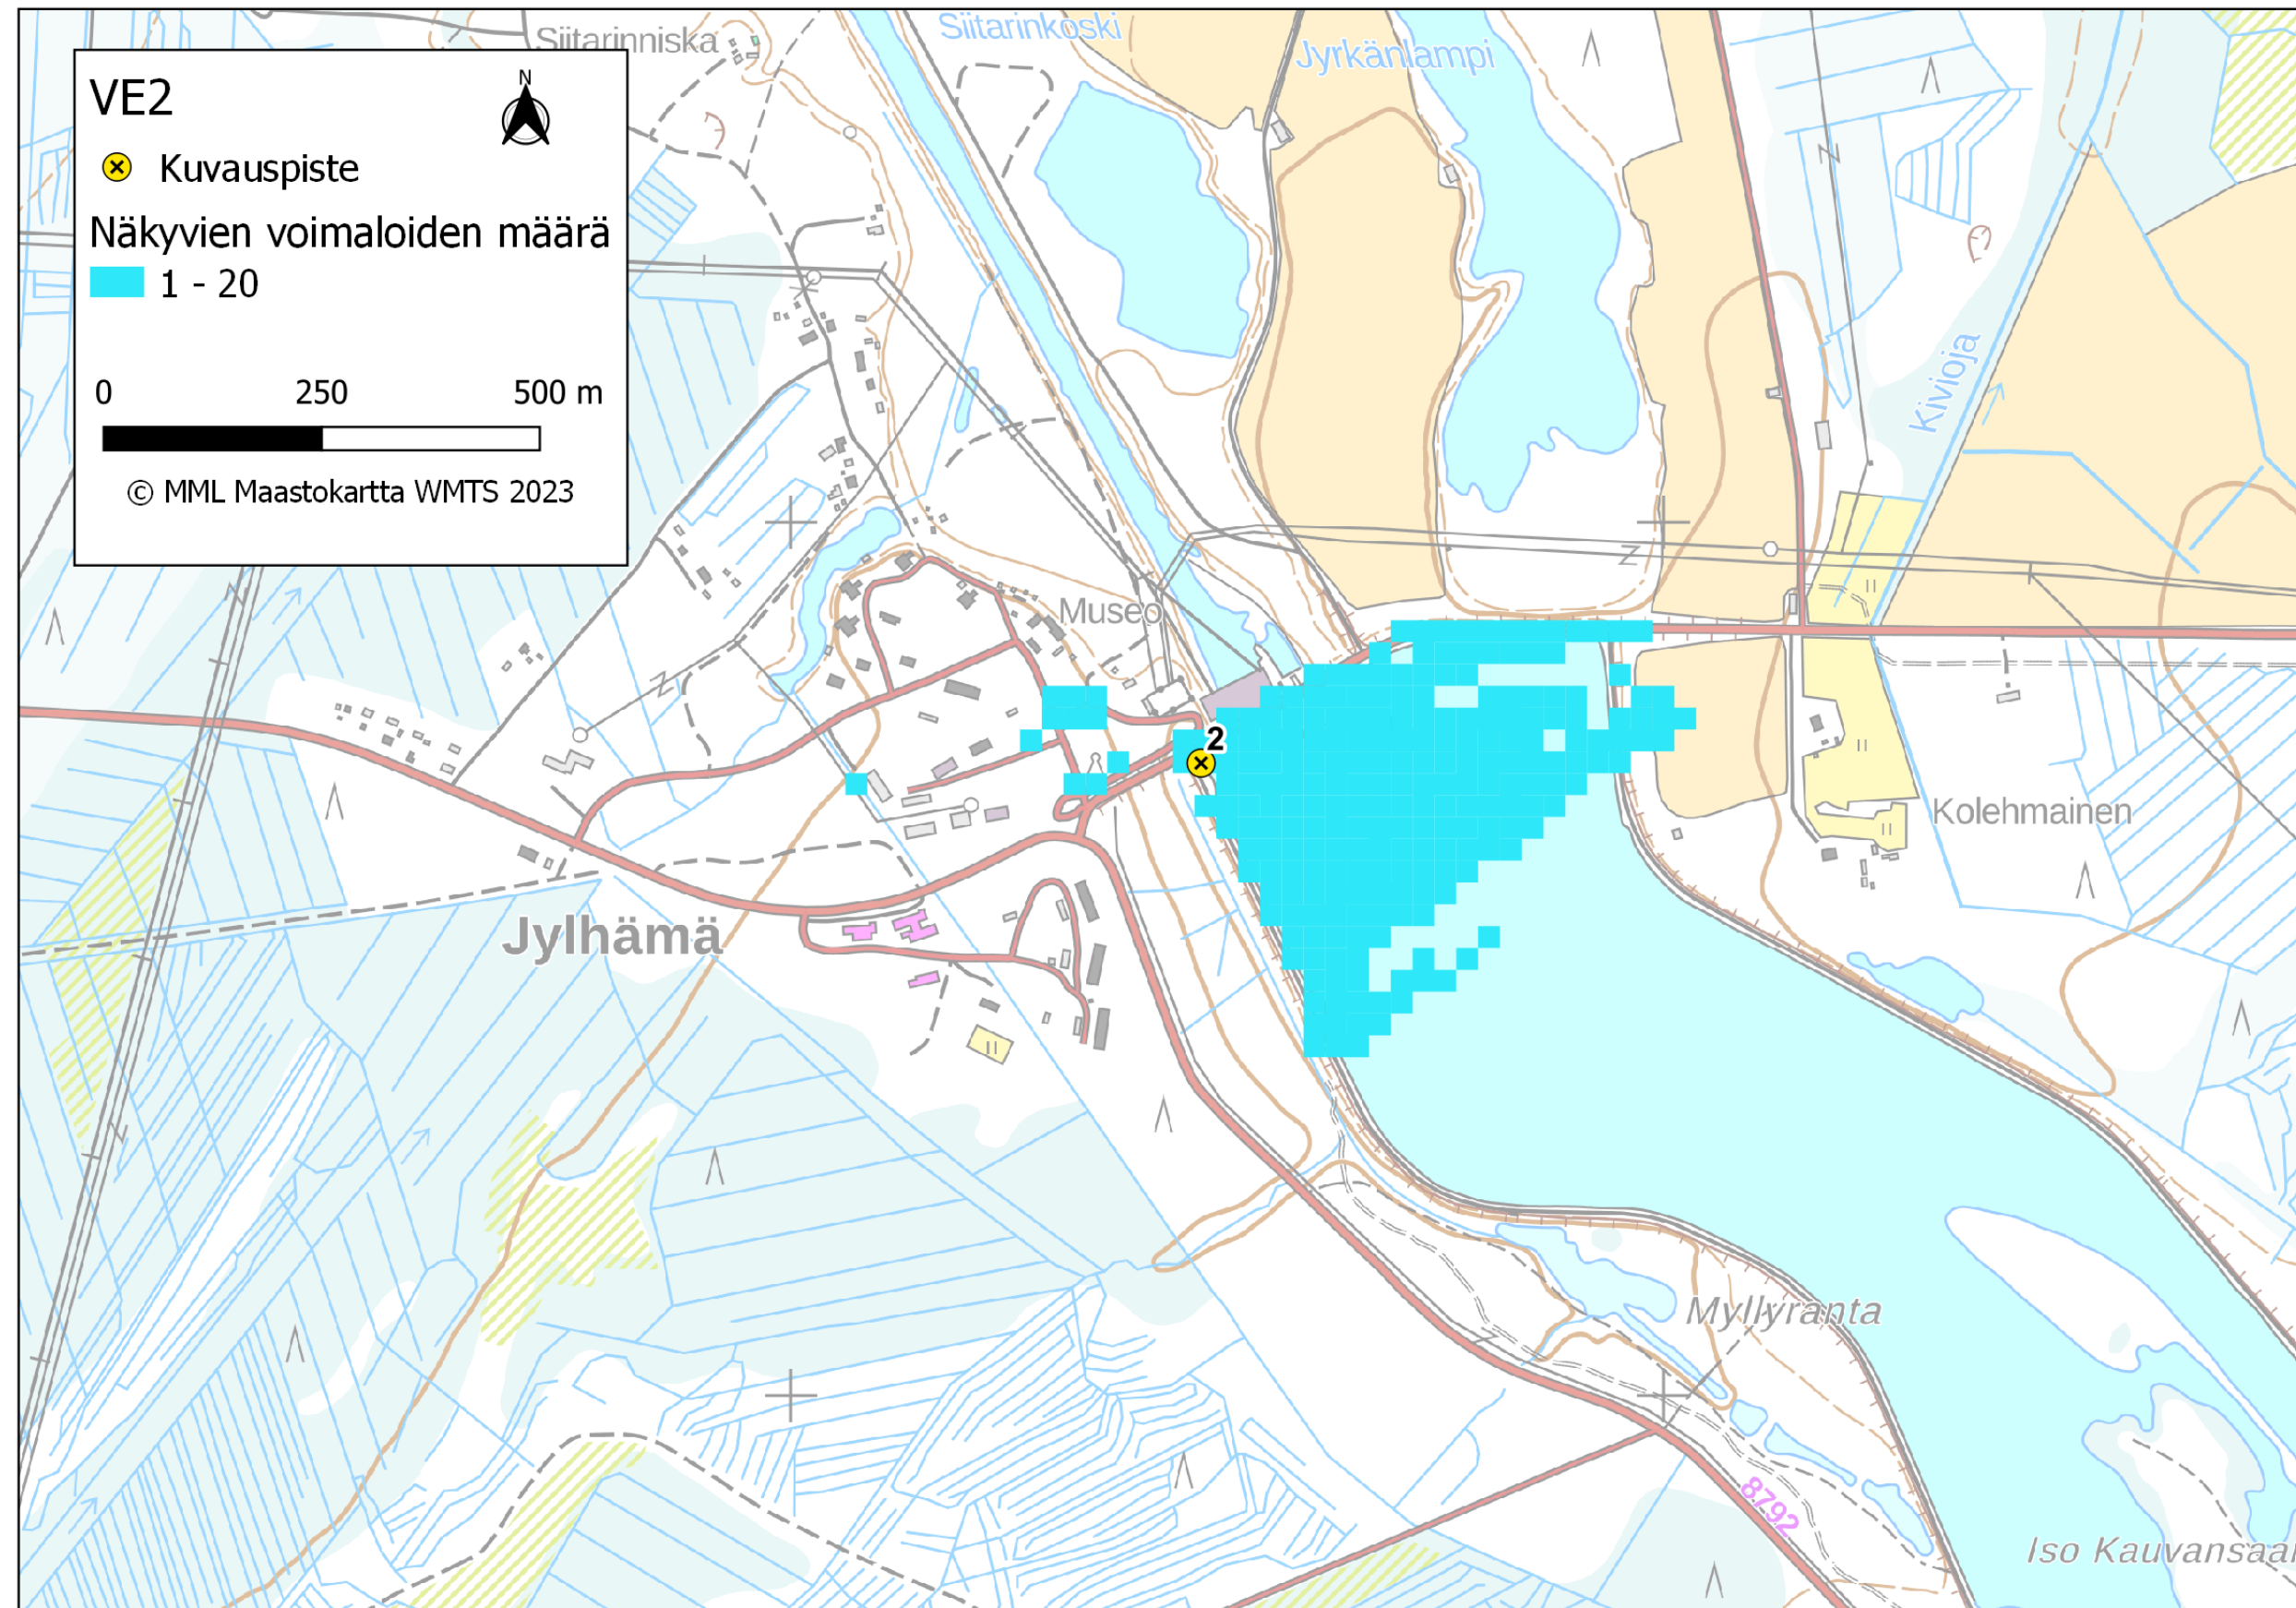 VE2
N
Kuvauspiste
Näkyvien voimaloiden määrä
1 - 20
0 250 500 m
© MML Maastokartta WMTS 2023
Siitarinniska
Siitarinkoski
Jyrkänlampi
Kivioja
Museo
2
Kolehmainen
Jylhämä
Myllyranta
8792